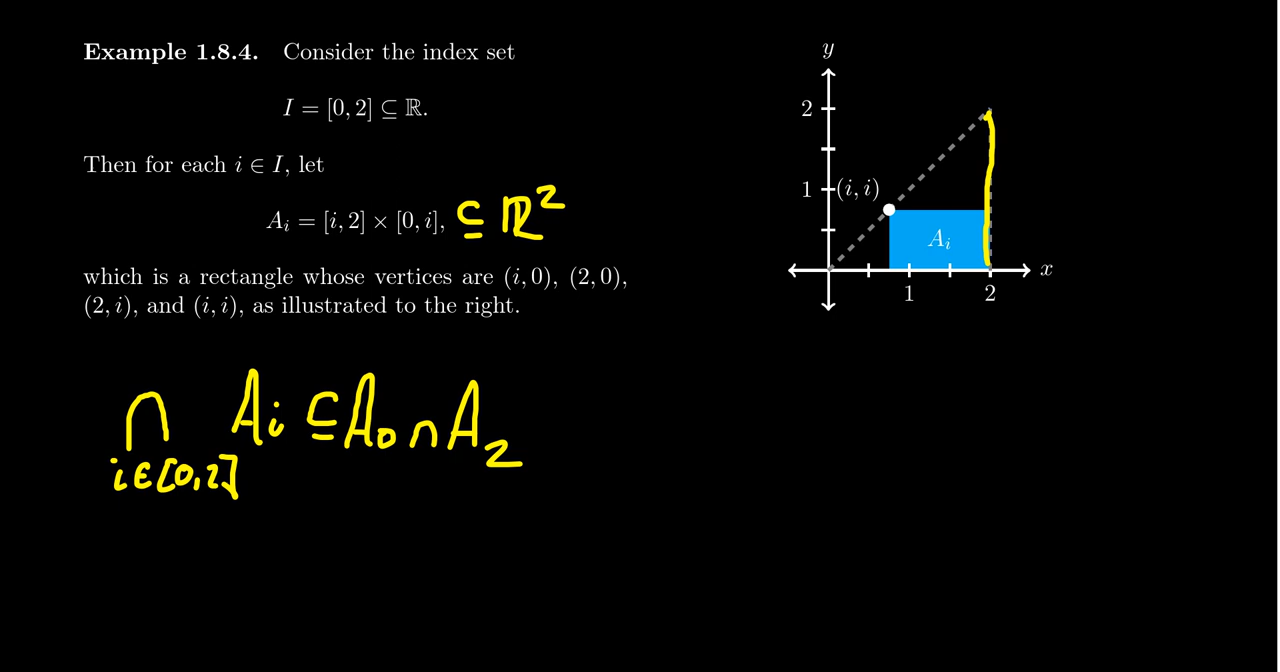 Example 1.8.4. Consider the index set
I = [0, 2] ⊆ ℝ.
Then for each i ∈ I, let
A_i = [i, 2] × [0, i], ⊆ ℝ²
which is a rectangle whose vertices are (i, 0), (2, 0),
(2, i), and (i, i), as illustrated to the right.
⋂ A_i ⊆ A_0 ∩ A_2
i∈[0,2]
y
2
1
(i, i)
A_i
x
1
2